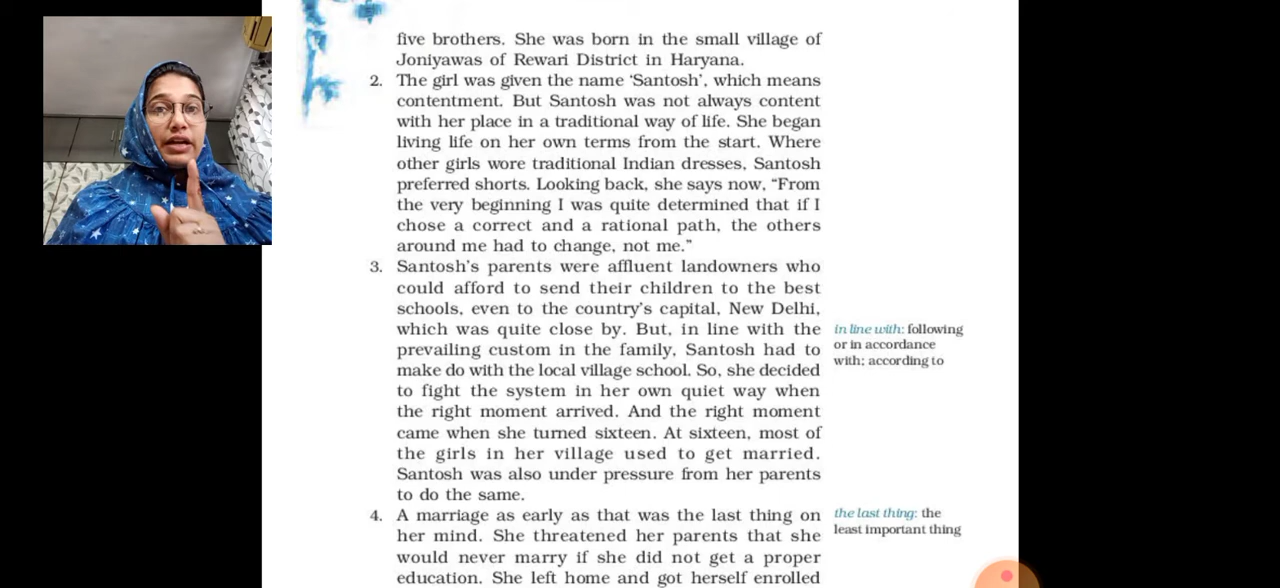 five brothers. She was born in the small village of
Joniyawas of Rewari District in Haryana.
2. The girl was given the name ‘Santosh’, which means
contentment. But Santosh was not always content
with her place in a traditional way of life. She began
living life on her own terms from the start. Where
other girls wore traditional Indian dresses, Santosh
preferred shorts. Looking back, she says now, “From
the very beginning I was quite determined that if I
chose a correct and a rational path, the others
around me had to change, not me.”
3. Santosh’s parents were affluent landowners who
could afford to send their children to the best
schools, even to the country’s capital, New Delhi,
which was quite close by. But, in line with the
prevailing custom in the family, Santosh had to
make do with the local village school. So, she decided
to fight the system in her own quiet way when
the right moment arrived. And the right moment
came when she turned sixteen. At sixteen, most of
the girls in her village used to get married.
Santosh was also under pressure from her parents
to do the same.
in line with: following
or in accordance
with; according to
4. A marriage as early as that was the last thing on
her mind. She threatened her parents that she
would never marry if she did not get a proper
education. She left home and got herself enrolled
the last thing: the
least important thing